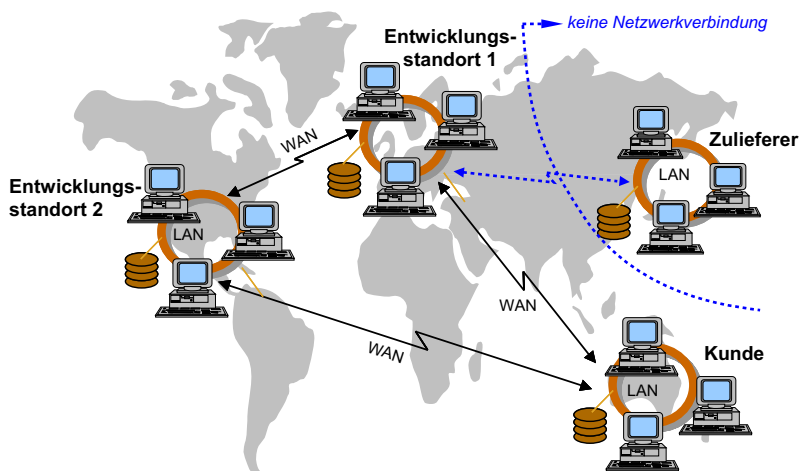 Entwicklungs-
standort 1
keine Netzwerkverbindung
WAN
Zulieferer
LAN
Entwicklungs-
standort 2
LAN
WAN
WAN
Kunde
LAN